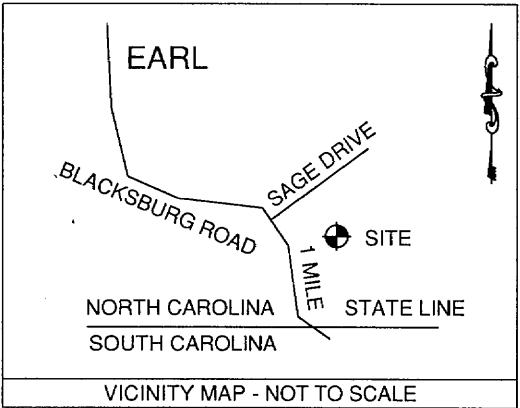 EARL
SAGE DRIVE
BLACKSBURG ROAD
SITE
1 MILE
NORTH CAROLINA STATE LINE
SOUTH CAROLINA
VICINITY MAP - NOT TO SCALE